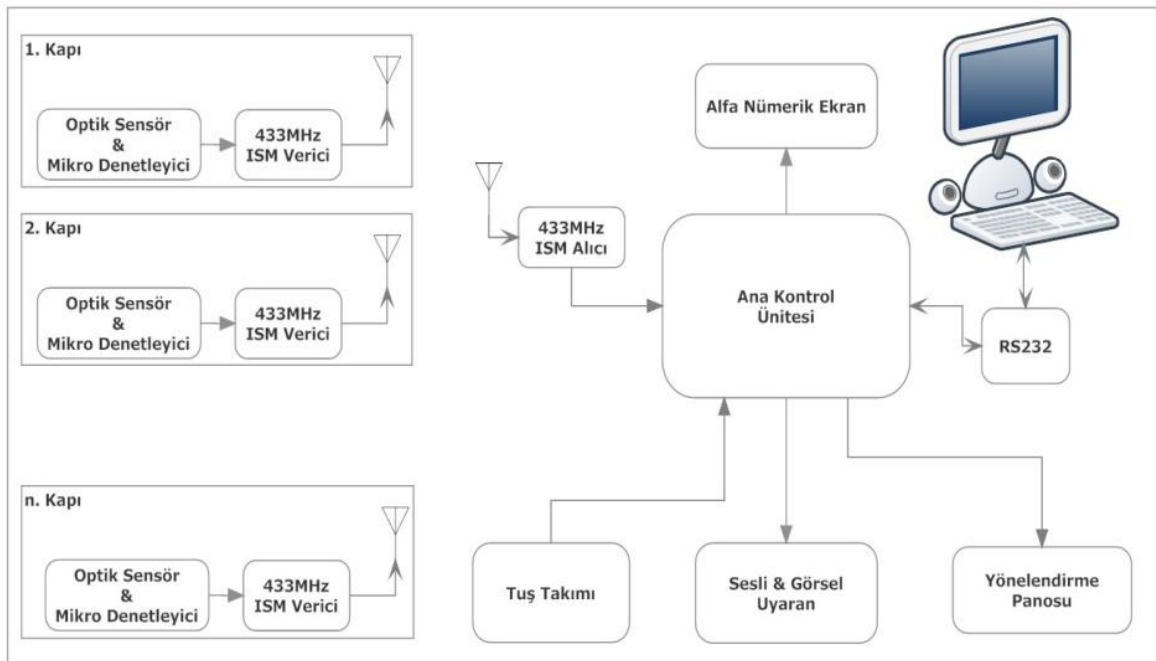 1. Kapı
Optik Sensör
&
Mikro Denetleyici
433MHz
ISM Verici
2. Kapı
Optik Sensör
&
Mikro Denetleyici
433MHz
ISM Verici
n. Kapı
Optik Sensör
&
Mikro Denetleyici
433MHz
ISM Verici
433MHz
ISM Alıcı
Alfa Nümerik Ekran
Ana Kontrol
Ünitesi
RS232
Tuş Takımı
Sesli & Görsel
Uyaran
Yönelendirme
Panosu